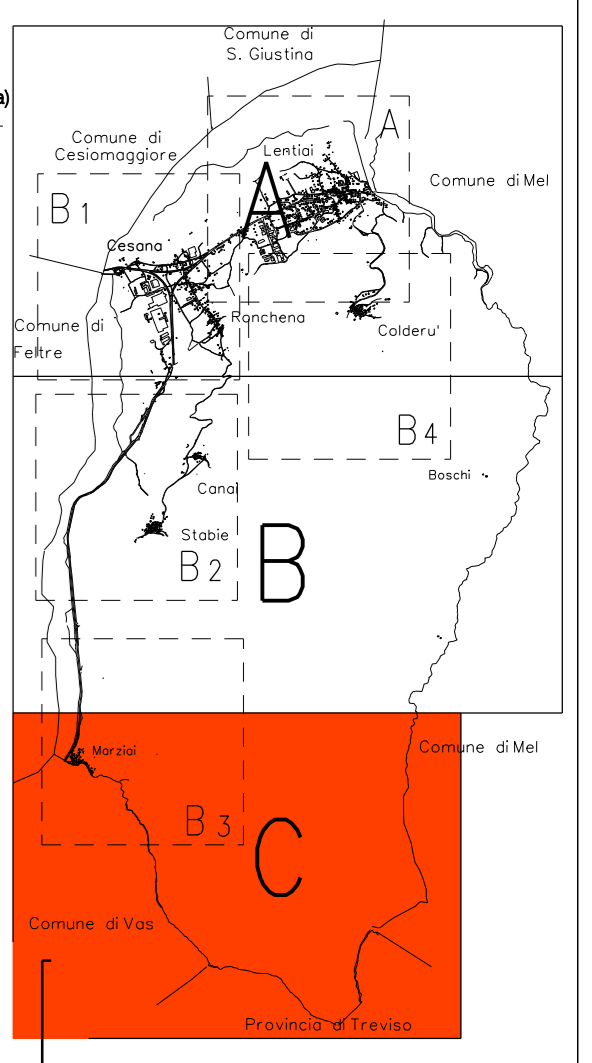 Comune di
S. Giustina
a)
A
Comune di
Cesiomaggiore
Lentiai
Comune di Mel
B1
A
Cesana
Ronchena
Comune di
Feltre
Colderu'
B4
Boschi
Canai
Stabie
B2
B
Marziai
Comune di Mel
B3
C
Comune di Vas
Provincia di Treviso